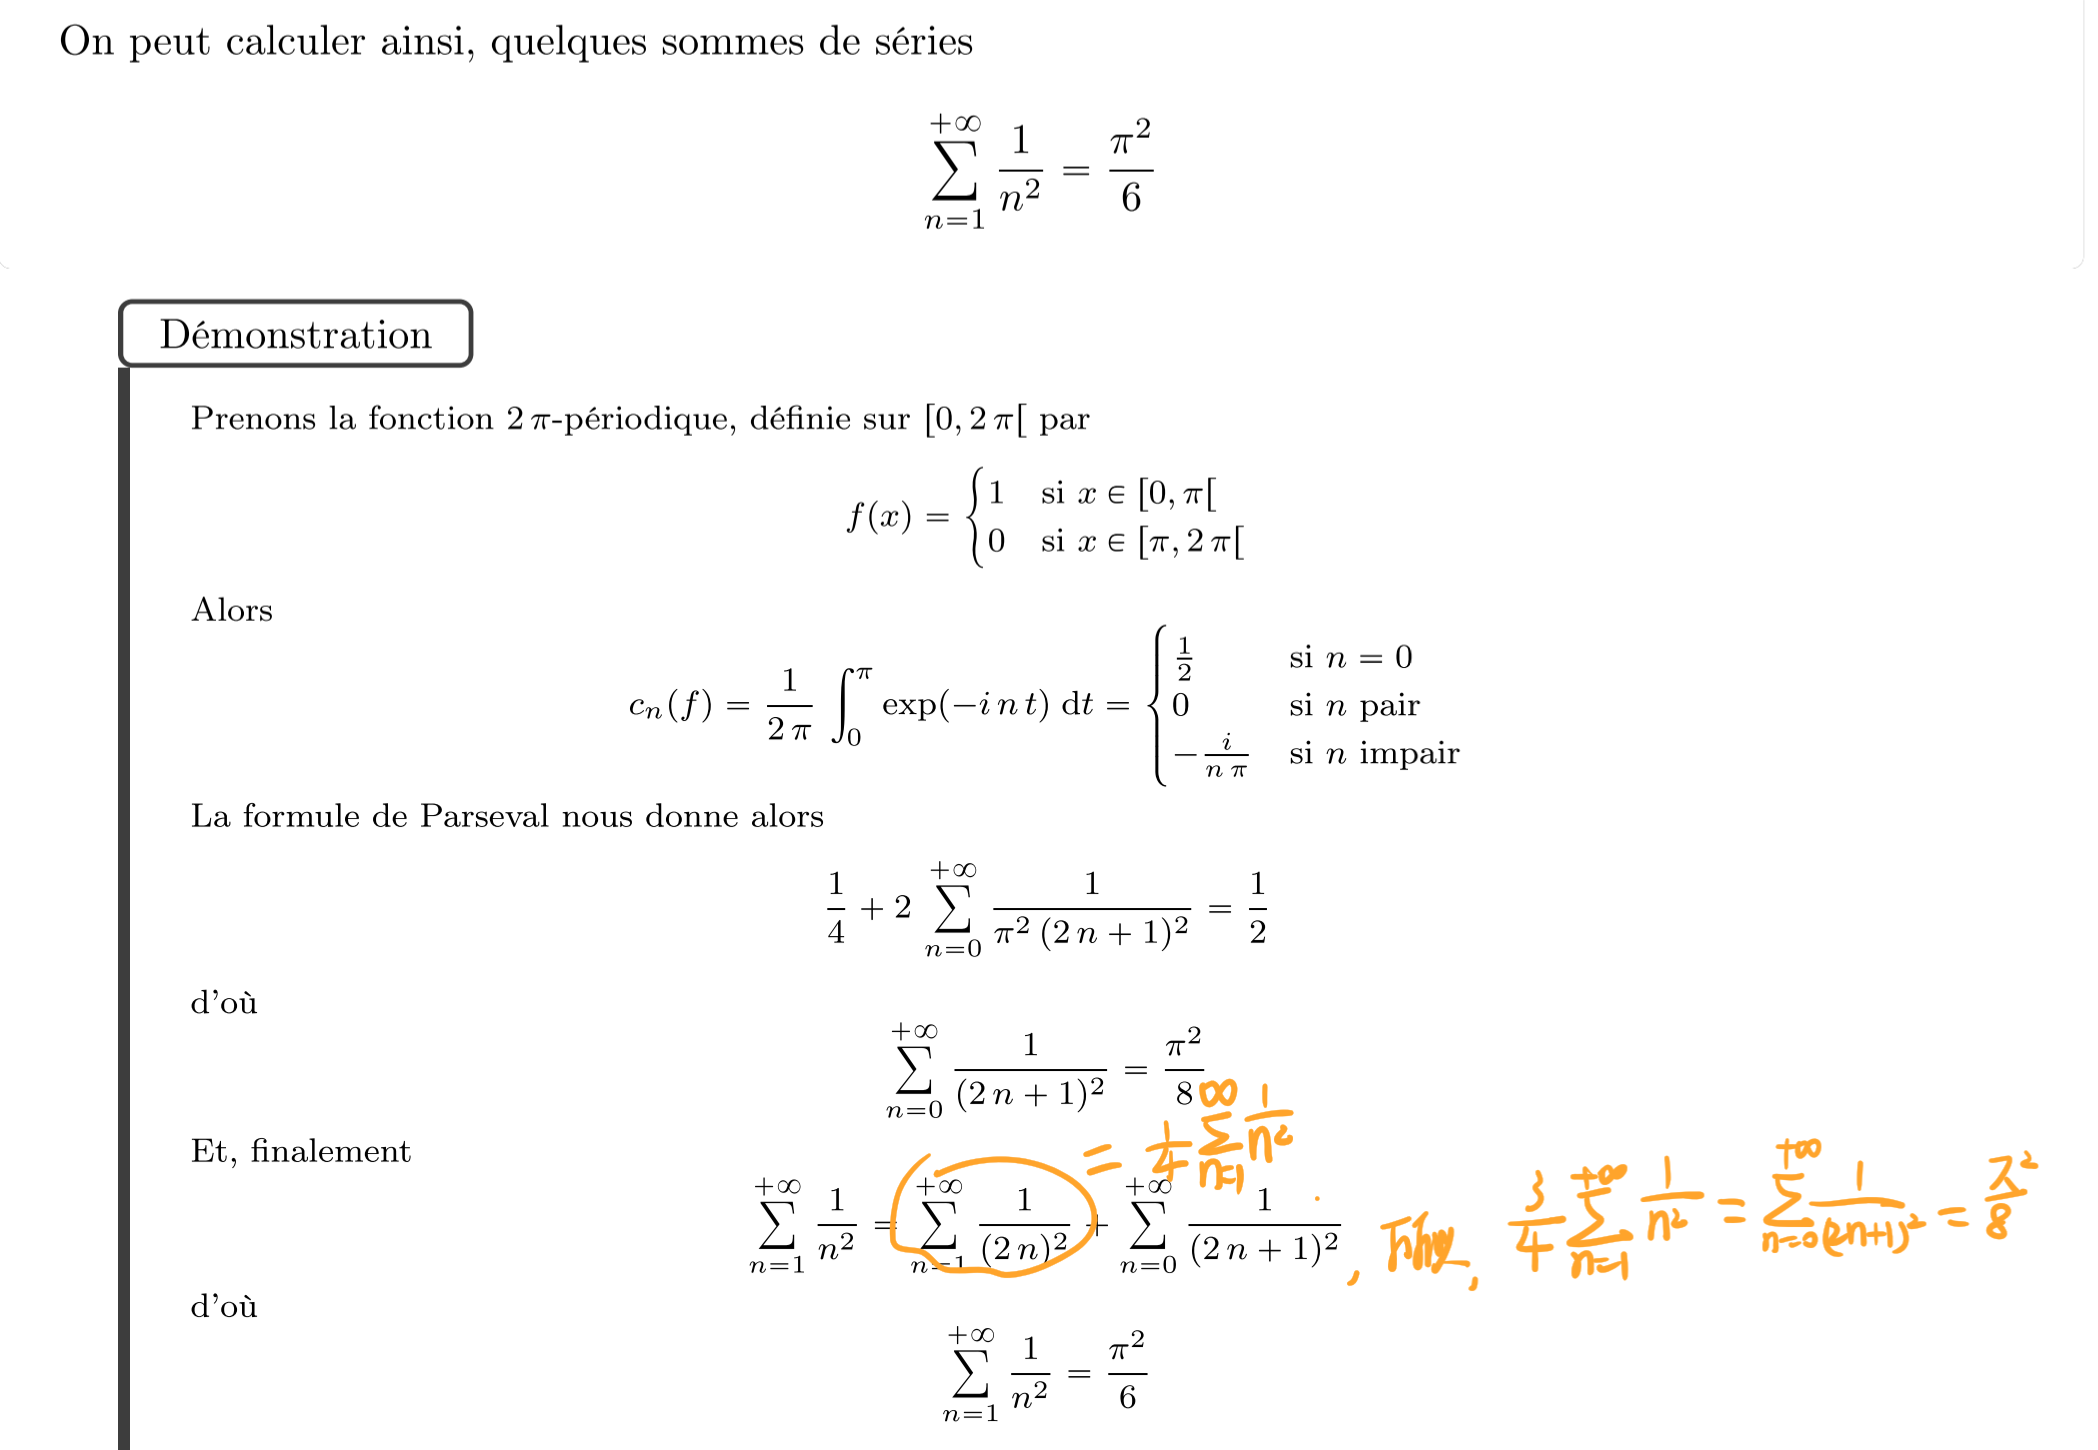 On peut calculer ainsi, quelques sommes de séries
$$\sum_{n=1}^{+\infty} \frac{1}{n^2} = \frac{\pi^2}{6}$$
Démonstration
Prenons la fonction $2\pi$-périodique, définie sur $[0, 2\pi[$ par
$$f(x) = \begin{cases} 1 & \text{si } x \in [0, \pi[ \\ 0 & \text{si } x \in [\pi, 2\pi[ \end{cases}$$
Alors
$$c_n(f) = \frac{1}{2\pi} \int_0^{\pi} \exp(-int)\,\mathrm{dt} = \begin{cases} \frac{1}{2} & \text{si } n = 0 \\ 0 & \text{si } n \text{ pair} \\ -\frac{i}{n\pi} & \text{si } n \text{ impair} \end{cases}$$
La formule de Parseval nous donne alors
$$\frac{1}{4} + 2\sum_{n=0}^{+\infty} \frac{1}{\pi^2(2n+1)^2} = \frac{1}{2}$$
d'où
$$\sum_{n=0}^{+\infty} \frac{1}{(2n+1)^2} = \frac{\pi^2}{8}$$
Et, finalement
$$= \frac{1}{4}\sum_{n=1}^{\infty} \frac{1}{n^2}$$
$$\sum_{n=1}^{+\infty} \frac{1}{n^2} = \sum_{n=1}^{+\infty} \frac{1}{(2n)^2} + \sum_{n=0}^{+\infty} \frac{1}{(2n+1)^2}$$ , , $$\frac{3}{4}\sum_{n=1}^{+\infty} \frac{1}{n^2} = \sum_{n=0}^{+\infty} \frac{1}{(2n+1)^2} = \frac{\pi^2}{8}$$
d'où
$$\sum_{n=1}^{+\infty} \frac{1}{n^2} = \frac{\pi^2}{6}$$